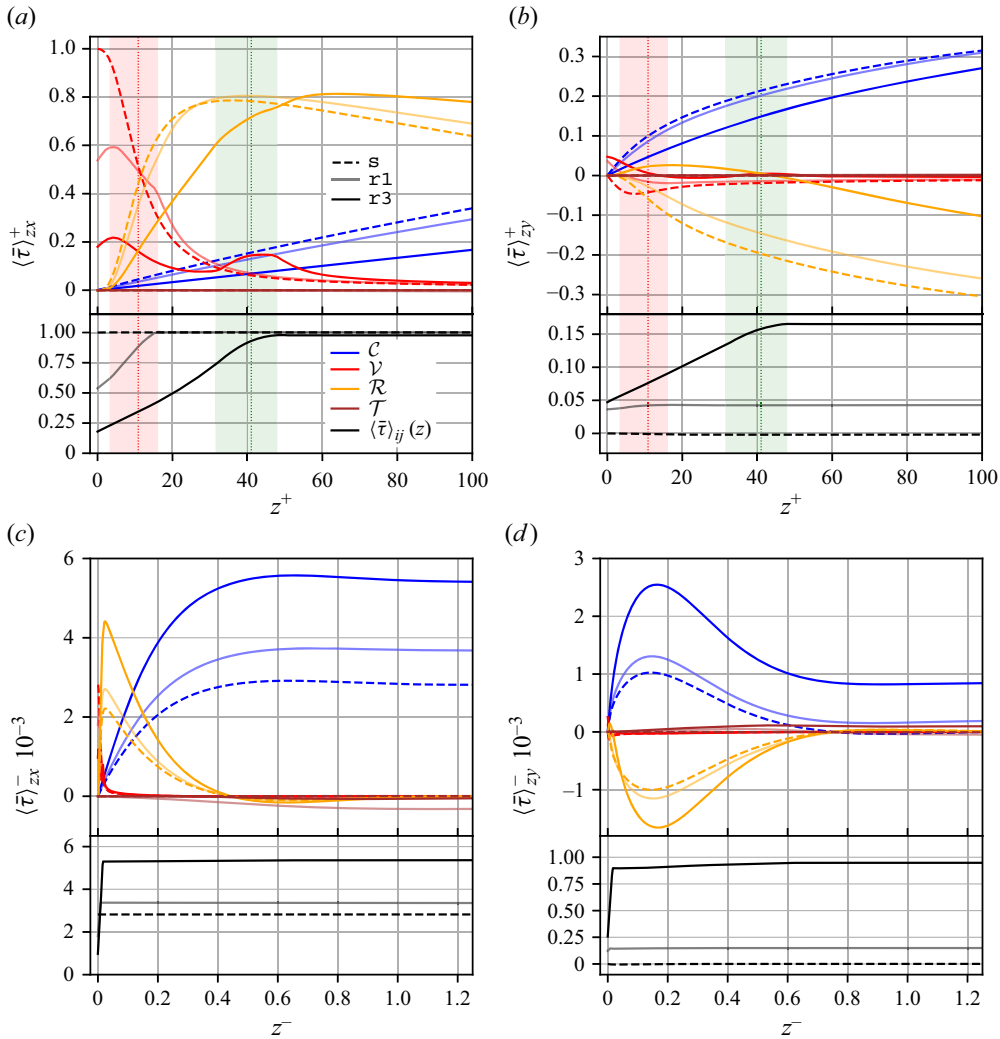 (a)
(b)
1.0
0.8
0.6
0.4
0.2
0
⟨τ̄⟩⁺zx
s
r1
r3
0.3
0.2
0.1
0
−0.1
−0.2
−0.3
⟨τ̄⟩⁺zy
1.00
0.75
0.50
0.25
0
𝒞
𝒱
ℛ
𝒯
⟨τ̄⟩ij (z)
0.15
0.10
0.05
0
0 20 40 60 80 100
z⁺
0 20 40 60 80 100
z⁺
(c)
(d)
6
4
2
0
⟨τ̄⟩⁻zx 10⁻³
3
2
1
0
−1
⟨τ̄⟩⁻zy 10⁻³
6
4
2
0
1.00
0.75
0.50
0.25
0
0 0.2 0.4 0.6 0.8 1.0 1.2
z⁻
0 0.2 0.4 0.6 0.8 1.0 1.2
z⁻